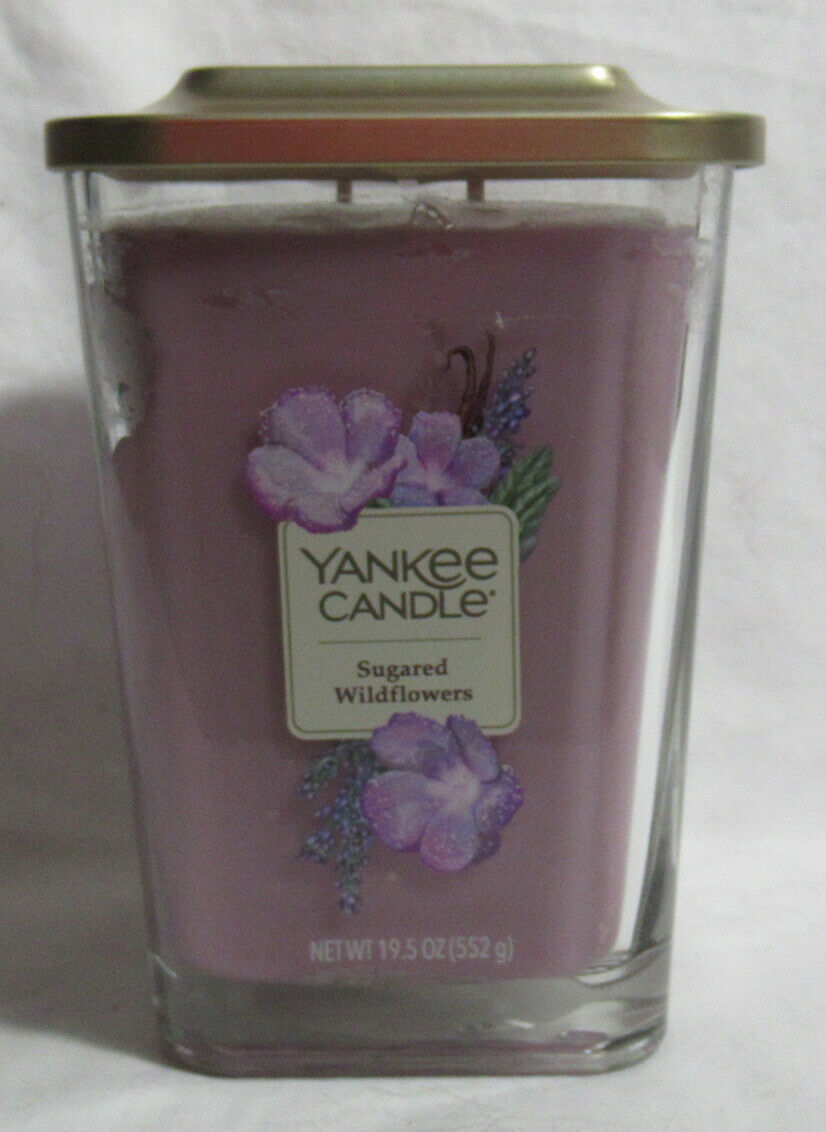 YANKEE
CANDLE®
Sugared
Wildflowers
NET WT 19.5 OZ (552 g)